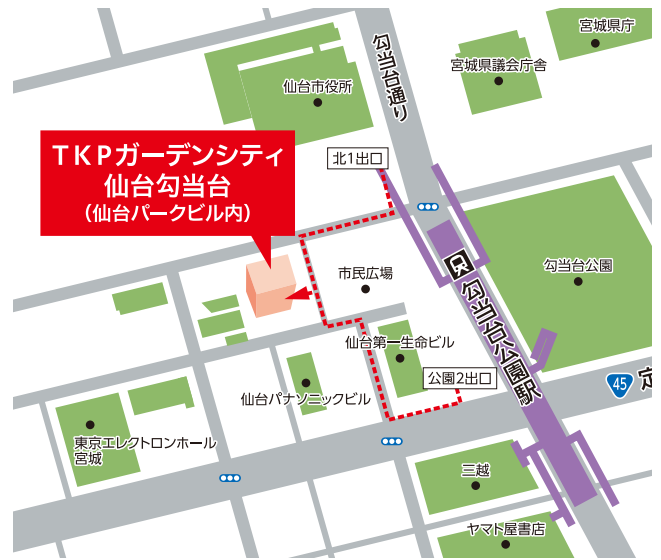 宮城県庁
勾当台通り
宮城県議会庁舎
仙台市役所
TKPガーデンシティ
仙台勾当台
(仙台パークビル内)
北1出口
市民広場
勾当台公園
勾当台公園駅
仙台第一生命ビル
公園2出口
45
定
仙台パナソニックビル
東京エレクトロンホール
宮城
三越
ヤマト屋書店